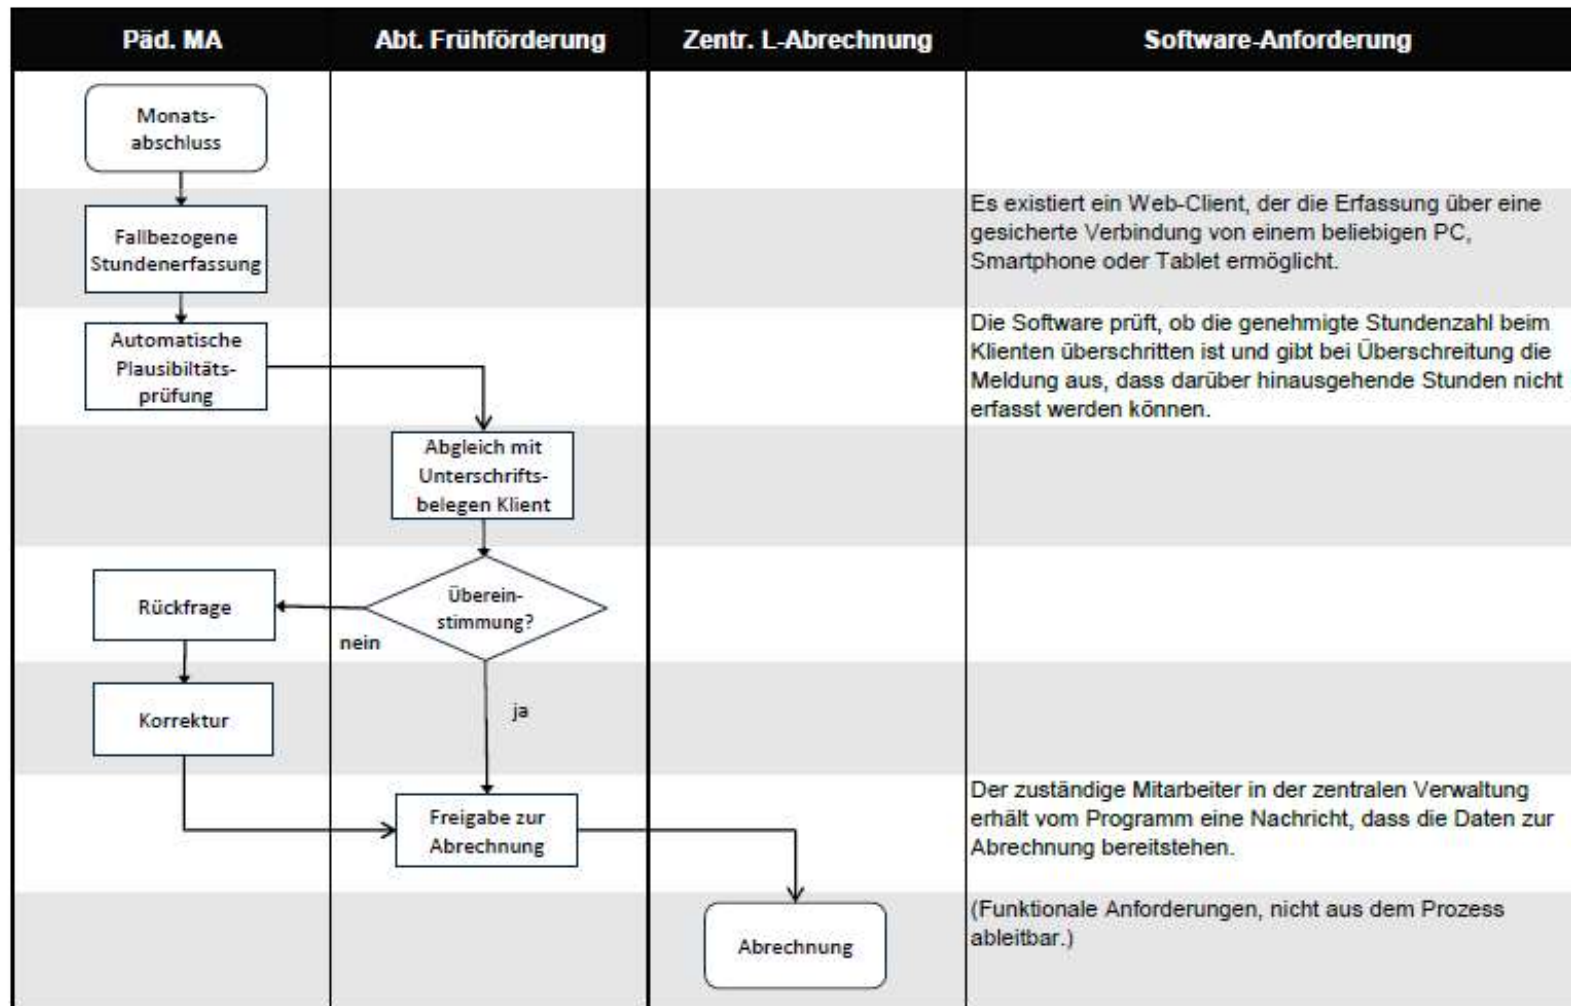 Päd. MA
Abt. Frühförderung
Zentr. L-Abrechnung
Software-Anforderung
Monats-
abschluss
Fallbezogene
Stundenerfassung
Es existiert ein Web-Client, der die Erfassung über eine
gesicherte Verbindung von einem beliebigen PC,
Smartphone oder Tablet ermöglicht.
Automatische
Plausibiltäts-
prüfung
Die Software prüft, ob die genehmigte Stundenzahl beim
Klienten überschritten ist und gibt bei Überschreitung die
Meldung aus, dass darüber hinausgehende Stunden nicht
erfasst werden können.
Abgleich mit
Unterschrifts-
belegen Klient
Überein-
stimmung?
nein
Rückfrage
Korrektur
ja
Freigabe zur
Abrechnung
Der zuständige Mitarbeiter in der zentralen Verwaltung
erhält vom Programm eine Nachricht, dass die Daten zur
Abrechnung bereitstehen.
Abrechnung
(Funktionale Anforderungen, nicht aus dem Prozess
ableitbar.)